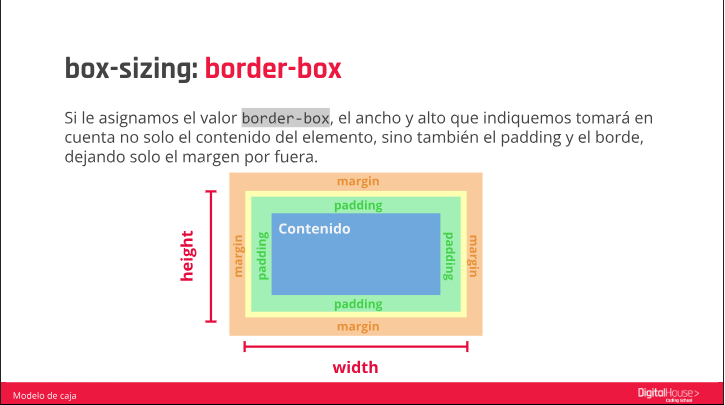 box-sizing: border-box
Si le asignamos el valor border-box, el ancho y alto que indiquemos tomará en
cuenta no solo el contenido del elemento, sino también el padding y el borde,
dejando solo el margen por fuera.
margin
padding
Contenido
height
margin
padding
padding
margin
padding
margin
width
Modelo de caja
DigitalHouse>
Coding School